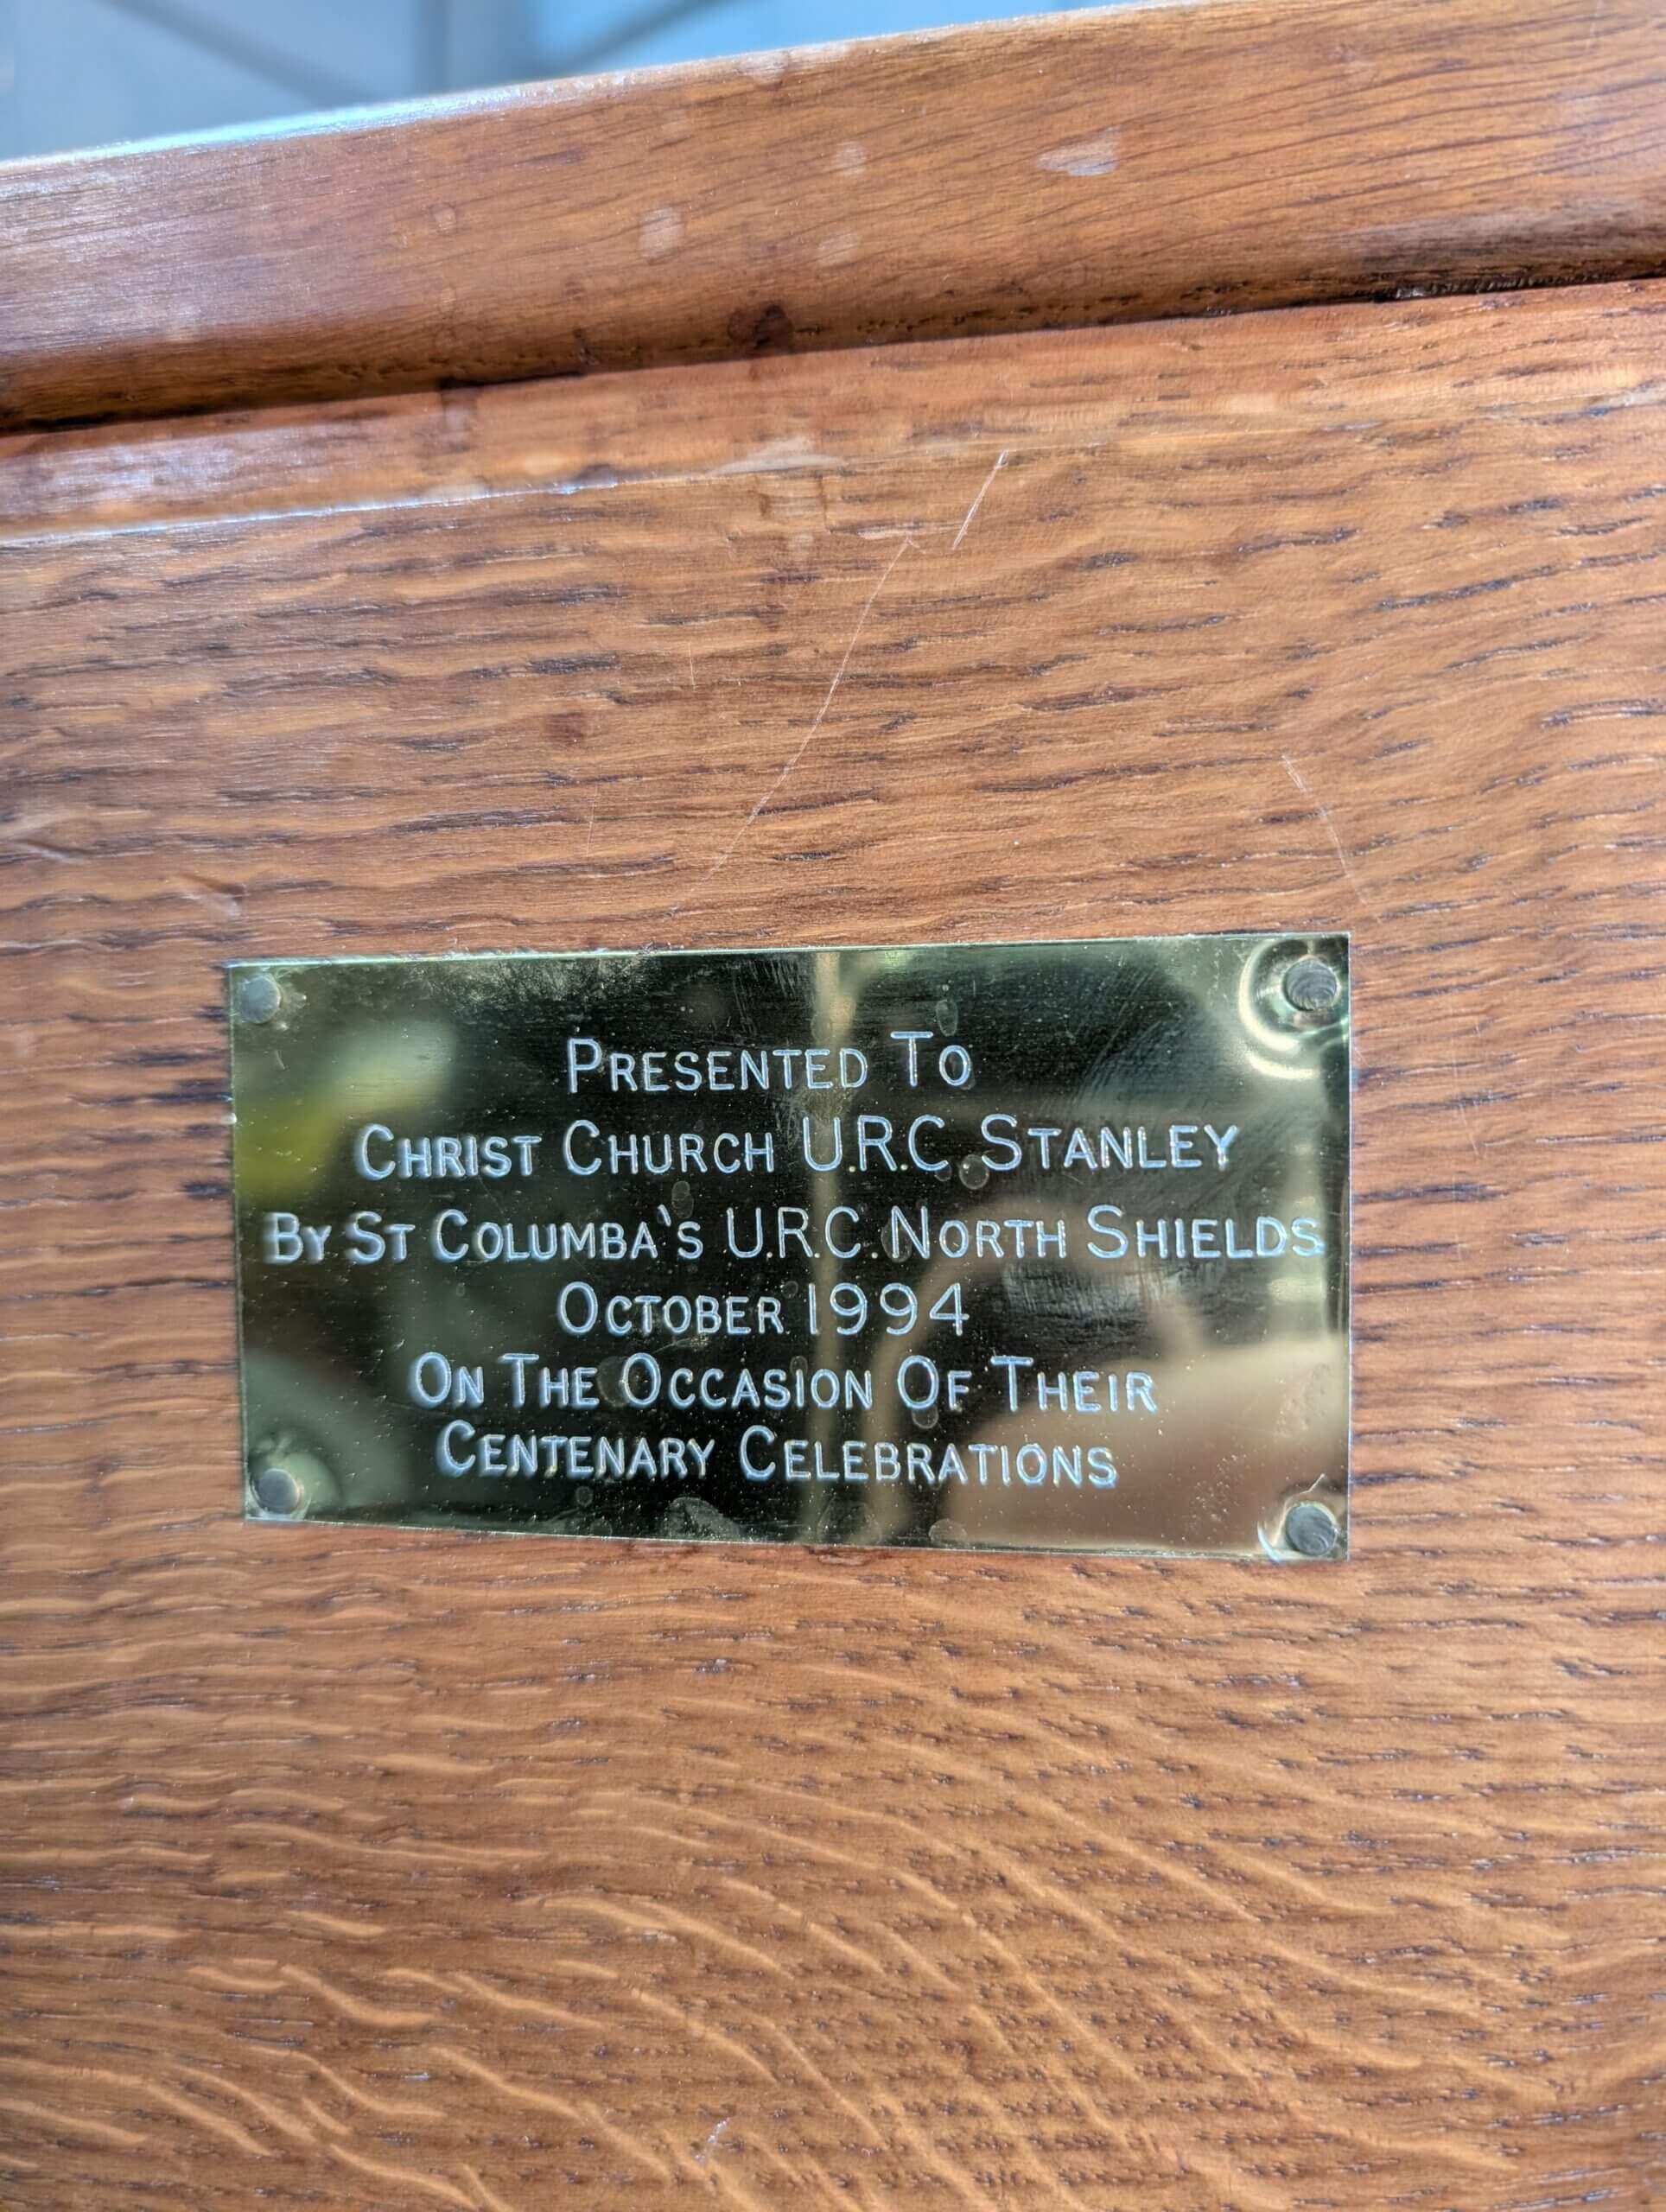 Presented To
Christ Church U.R.C. Stanley
By St Columba's U.R.C. North Shields
October 1994
On The Occasion Of Their
Centenary Celebrations